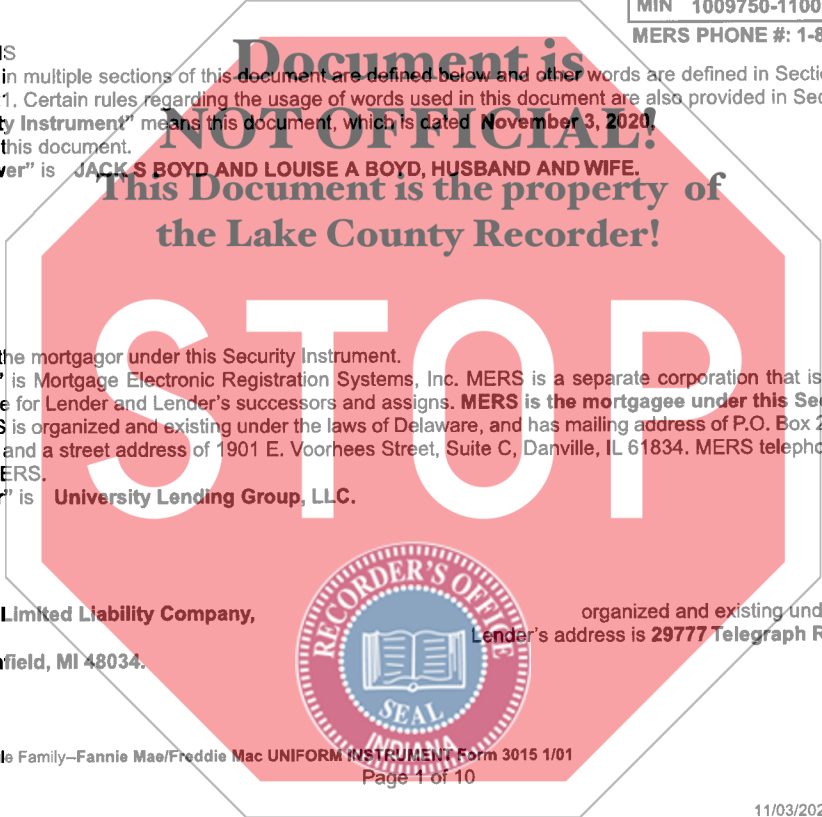 MIN 1009750-1100
MERS PHONE #: 1-8
S
Document is
in multiple sections of this document are defined below and other words are defined in Secti
1. Certain rules regarding the usage of words used in this document are also provided in Sec
NOT OFFICIAL!
y Instrument" means this document, which is dated November 3, 2020,
this document.
er" is JACK S BOYD AND LOUISE A BOYD, HUSBAND AND WIFE.
This Document is the property of
the Lake County Recorder!
STOP
the mortgagor under this Security Instrument.
" is Mortgage Electronic Registration Systems, Inc. MERS is a separate corporation that is
e for Lender and Lender's successors and assigns. MERS is the mortgagee under this Sec
S is organized and existing under the laws of Delaware, and has mailing address of P.O. Box 2
and a street address of 1901 E. Voorhees Street, Suite C, Danville, IL 61834. MERS telepho
ERS.
r" is University Lending Group, LLC.
Limited Liability Company,
organized and existing und
Lender's address is 29777 Telegraph R
field, MI 48034.
RECORDER'S OFFICE
SEAL
INDIANA
le Family–Fannie Mae/Freddie Mac UNIFORM INSTRUMENT Form 3015 1/01
Page 1 of 10
11/03/202